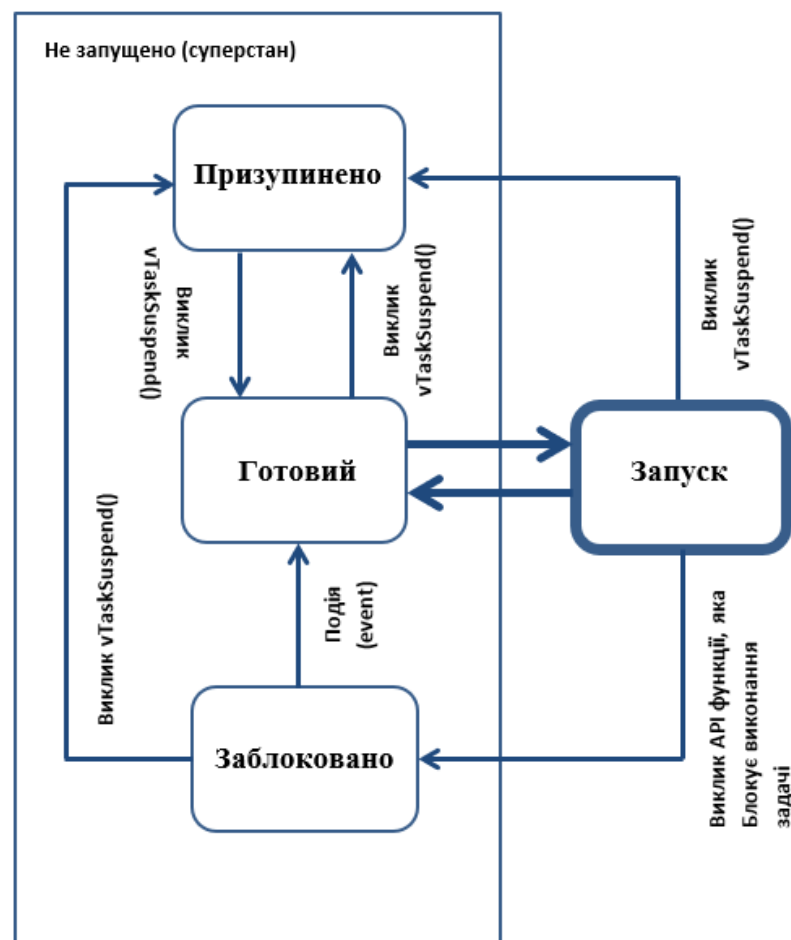 Не запущено (суперстан)
Призупинено
Виклик
vTaskSuspend()
Виклик
vTaskSuspend()
Виклик
vTaskSuspend()
Готовий
Запуск
Виклик vTaskSuspend()
Подія
(event)
Заблоковано
Виклик API функції, яка
Блокує виконання
задачі